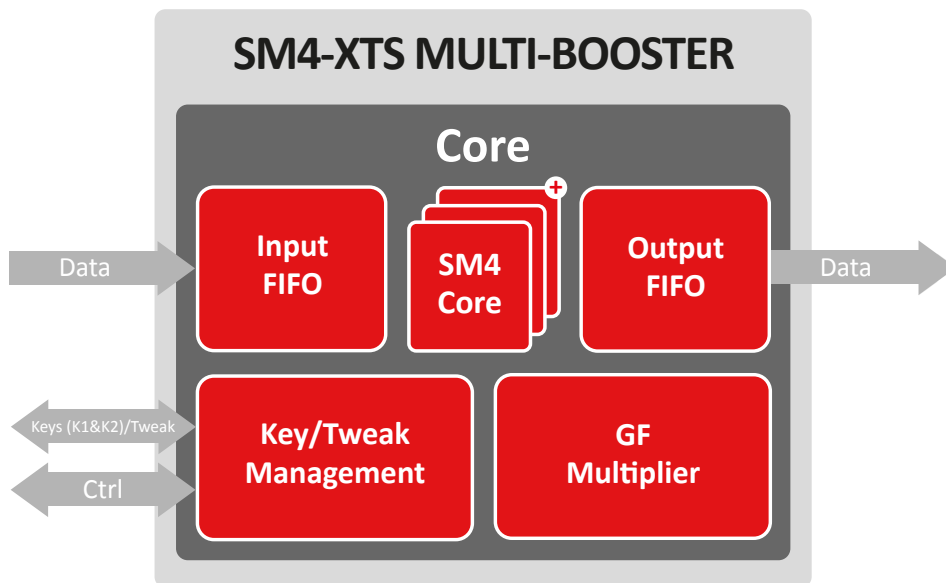 SM4-XTS MULTI-BOOSTER
Core
+
Input
FIFO
SM4
Core
Output
FIFO
Data
Data
Keys (K1&K2)/Tweak
Ctrl
Key/Tweak
Management
GF
Multiplier